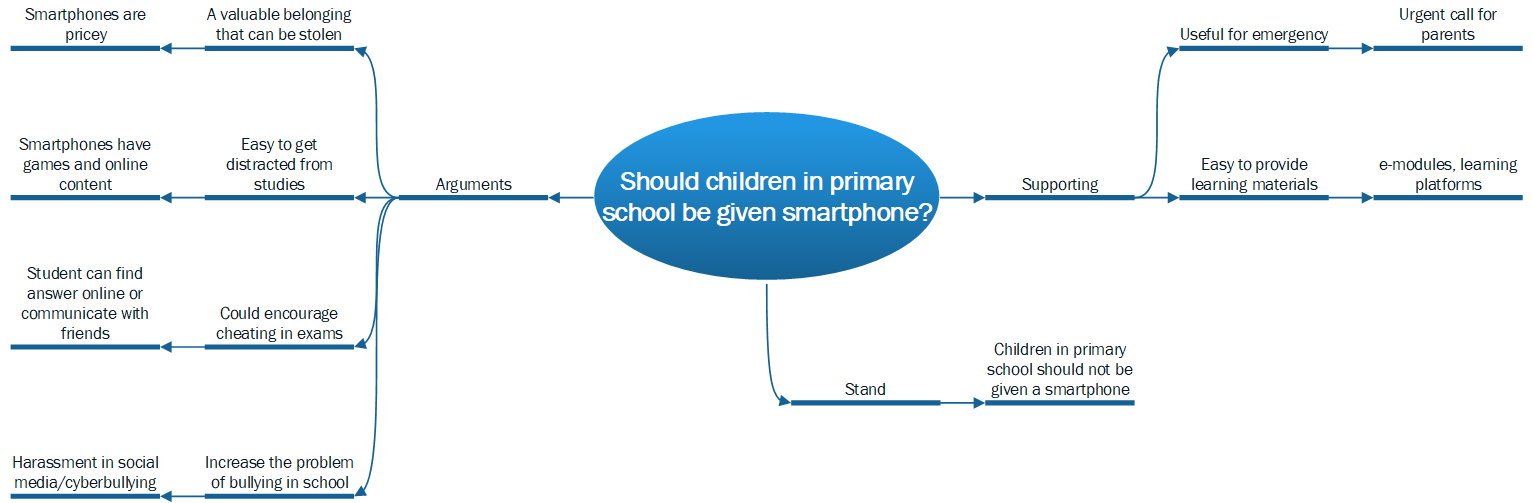 Should children in primary
school be given smartphone?
Arguments
A valuable belonging
that can be stolen
Smartphones are
pricey
Easy to get
distracted from
studies
Smartphones have
games and online
content
Could encourage
cheating in exams
Student can find
answer online or
communicate with
friends
Increase the problem
of bullying in school
Harassment in social
media/cyberbullying
Supporting
Useful for emergency
Urgent call for
parents
Easy to provide
learning materials
e-modules, learning
platforms
Stand
Children in primary
school should not be
given a smartphone